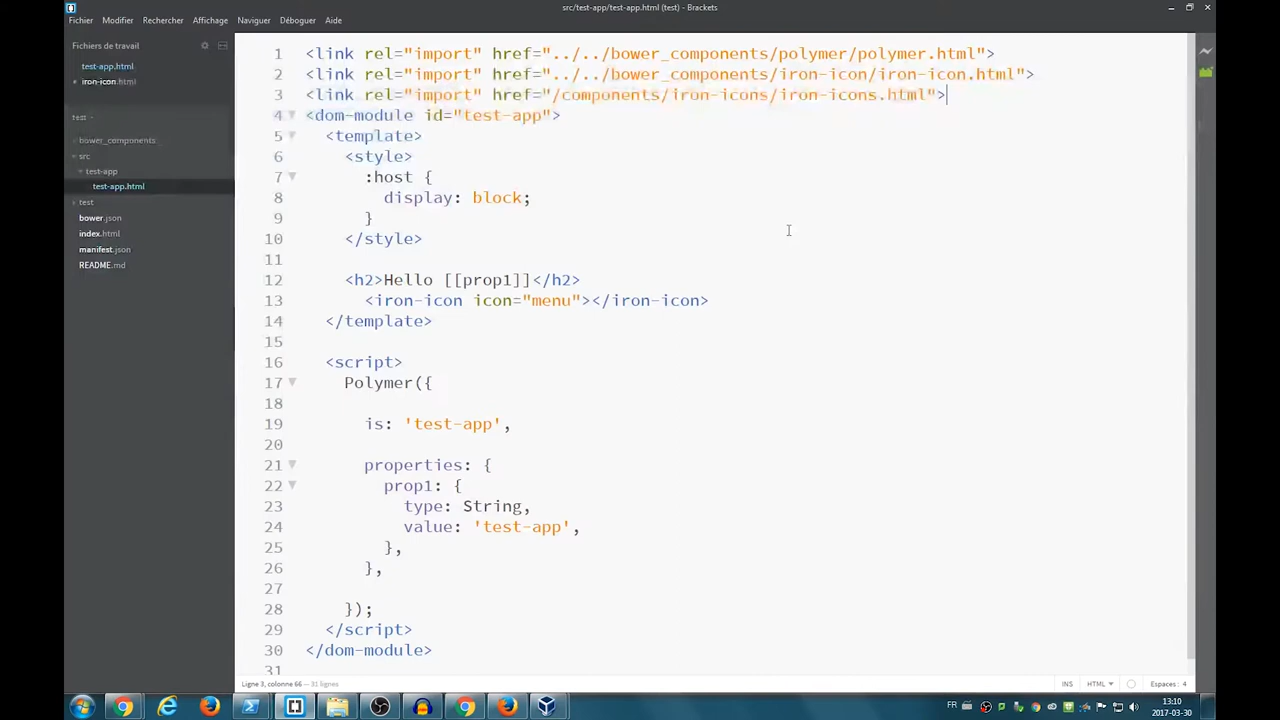 src/test-app/test-app.html (test) - Brackets
Fichier Modifier Rechercher Affichage Naviguer Déboguer Aide
Fichiers de travail
test-app.html
iron-icon.html
test
bower_components
src
test-app
test-app.html
test
bower.json
index.html
manifest.json
README.md
1 <link rel="import" href="../../bower_components/polymer/polymer.html">
2 <link rel="import" href="../../bower_components/iron-icon/iron-icon.html">
3 <link rel="import" href="/components/iron-icons/iron-icons.html">
4 <dom-module id="test-app">
5 <template>
6 <style>
7 :host {
8 display: block;
9 }
10 </style>
11
12 <h2>Hello [[prop1]]</h2>
13 <iron-icon icon="menu"></iron-icon>
14 </template>
15
16 <script>
17 Polymer({
18
19 is: 'test-app',
20
21 properties: {
22 prop1: {
23 type: String,
24 value: 'test-app',
25 },
26 },
27
28 });
29 </script>
30 </dom-module>
31
Ligne 3, colonne 66 — 31 lignes
INS HTML Espaces: 4
FR
13:10
2017-03-30